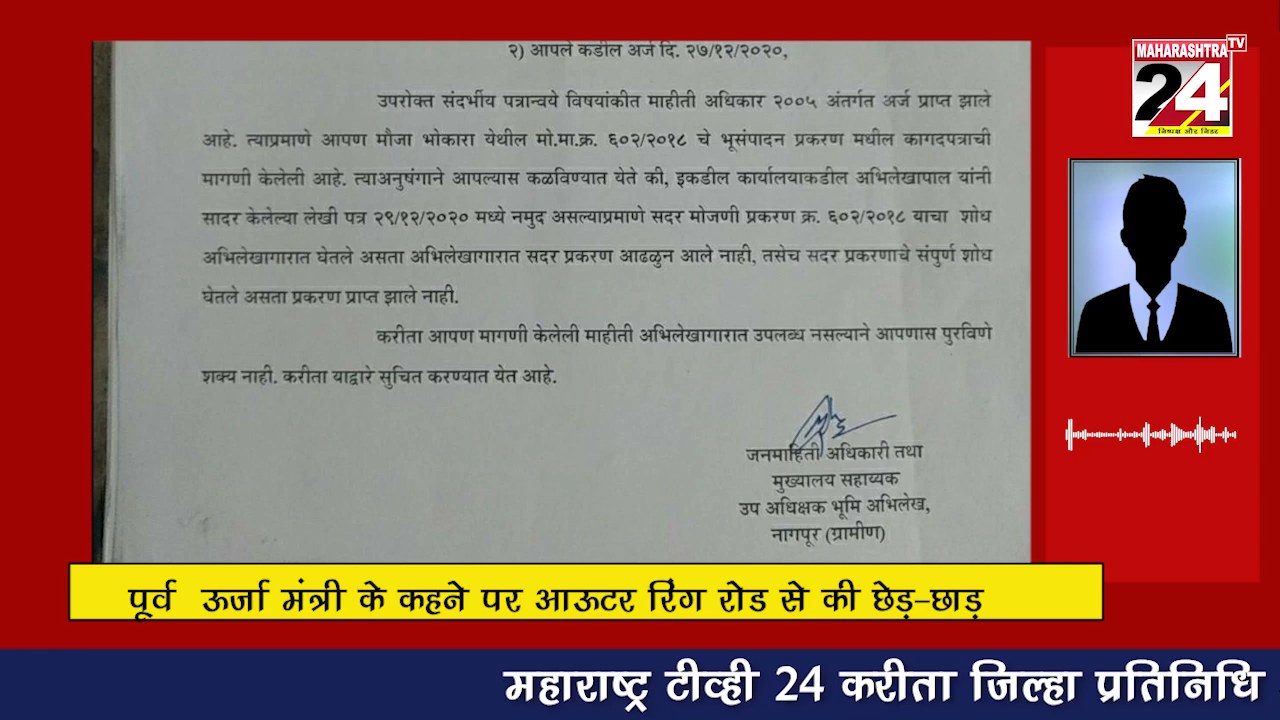 २) आपले कडील अर्ज दि. २७/१२/२०२०,
उपरोक्त संदर्भीय पत्रान्वये विषयांकीत माहीती अधिकार २००५ अंतर्गत अर्ज प्राप्त झाले
आहे. त्याप्रमाणे आपण मौजा भोकारा येथील मो.मा.क्र. ६०२/२०१८ चे भूसंपादन प्रकरण मधील कागदपत्राची
मागणी केलेली आहे. त्याअनुषंगाने आपल्यास कळविण्यात येते की, इकडील कार्यालयाकडील अभिलेखापाल यांनी
सादर केलेल्या लेखी पत्र २९/१२/२०२० मध्ये नमुद असल्याप्रमाणे सदर मोजणी प्रकरण क्र. ६०२/२०१८ याचा शोध
अभिलेखागारात घेतले असता अभिलेखागारात सदर प्रकरण आढळुन आले नाही, तसेच सदर प्रकरणाचे संपुर्ण शोध
घेतले असता प्रकरण प्राप्त झाले नाही.
करीता आपण मागणी केलेली माहीती अभिलेखागारात उपलब्ध नसल्याने आपणास पुरविणे
शक्य नाही. करीता याद्वारे सुचित करण्यात येत आहे.
जनमाहिती अधिकारी तथा
मुख्यालय सहाय्यक
उप अधिक्षक भूमि अभिलेख,
नागपूर (ग्रामीण)
MAHARASHTRA TV
24
निष्पक्ष और निडर
पूर्व ऊर्जा मंत्री के कहने पर आऊटर रिंग रोड से की छेड़-छाड़
महाराष्ट्र टीव्ही 24 करीता जिल्हा प्रतिनिधि